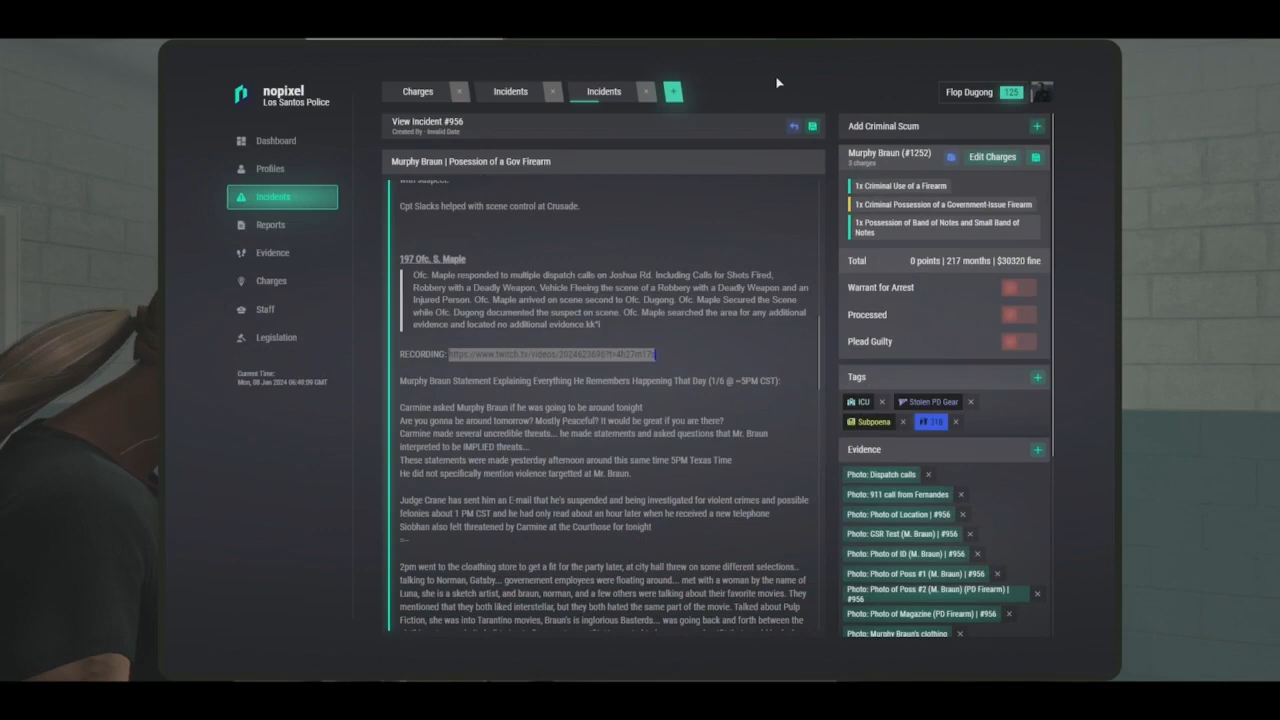 nopixel
Los Santos Police
Dashboard
Profiles
Incidents
Reports
Evidence
Charges
Staff
Legislation
Current Time:
Mon, 08 Jan 2024 06:49:09 GMT
Charges
Incidents
Incidents
Flop Dugong 125
View Incident #956
Created By - Invalid Date
Murphy Braun | Posession of a Gov Firearm
with suspect.
Cpt Slacks helped with scene control at Crusade.
197 Ofc. S. Maple
Ofc. Maple responded to multiple dispatch calls on Joshua Rd. Including Calls for Shots Fired,
Robbery with a Deadly Weapon, Vehicle Fleeing the scene of a Robbery with a Deadly Weapon and an
Injured Person. Ofc. Maple arrived on scene second to Ofc. Dugong. Ofc. Maple Secured the Scene
while Ofc. Dugong documented the suspect on scene. Ofc. Maple searched the area for any additional
evidence and located no additional evidence.kk*l
RECORDING: https://www.twitch.tv/videos/2024623696?t=4h27m17s
Murphy Braun Statement Explaining Everything He Remembers Happening That Day (1/6 @ ~5PM CST):
Carmine asked Murphy Braun if he was going to be around tonight
Are you gonna be around tomorrow? Mostly Peaceful? It would be great if you are there?
Carmine made several uncredible threats... he made statements and asked questions that Mr. Braun
interpreted to be IMPLIED threats...
These statements were made yesterday afternoon around this same time 5PM Texas Time
He did not specifically mention violence targetted at Mr. Braun.
Judge Crane has sent him an E-mail that he's suspended and being investigated for violent crimes and possible
felonies about 1 PM CST and he had only read about an hour later when he received a new telephone
Siobhan also felt threatened by Carmine at the Courthose for tonight
=-
2pm went to the cloathing store to get a fit for the party later, at city hall threw on some different selections..
talking to Norman, Gatsby... governement employees were floating around... met with a woman by the name of
Luna, she is a sketch artist, and braun, norman, and a few others were talking about their favorite movies. They
mentioned that they both liked interstellar, but they both hated the same part of the movie. Talked about Pulp
Fiction, she was into Tarantino movies, Braun's is inglorious Basterds... was going back and forth between the
Add Criminal Scum
Murphy Braun (#1252)
3 charges
Edit Charges
1x Criminal Use of a Firearm
1x Criminal Possession of a Government-Issue Firearm
1x Possession of Band of Notes and Small Band of
Notes
Total 0 points | 217 months | $30320 fine
Warrant for Arrest
Processed
Plead Guilty
Tags
ICU
Stolen PD Gear
Subpoena
Evidence
Photo: Dispatch calls
Photo: 911 call from Fernandes
Photo: Photo of Location | #956
Photo: GSR Test (M. Braun) | #956
Photo: Photo of ID (M. Braun) | #956
Photo: Photo of Poss #1 (M. Braun) | #956
Photo: Photo of Poss #2 (M. Braun) (PD Firearm) |
#956
Photo: Photo of Magazine (PD Firearm) | #956
Photo: Murphy Braun's clothing